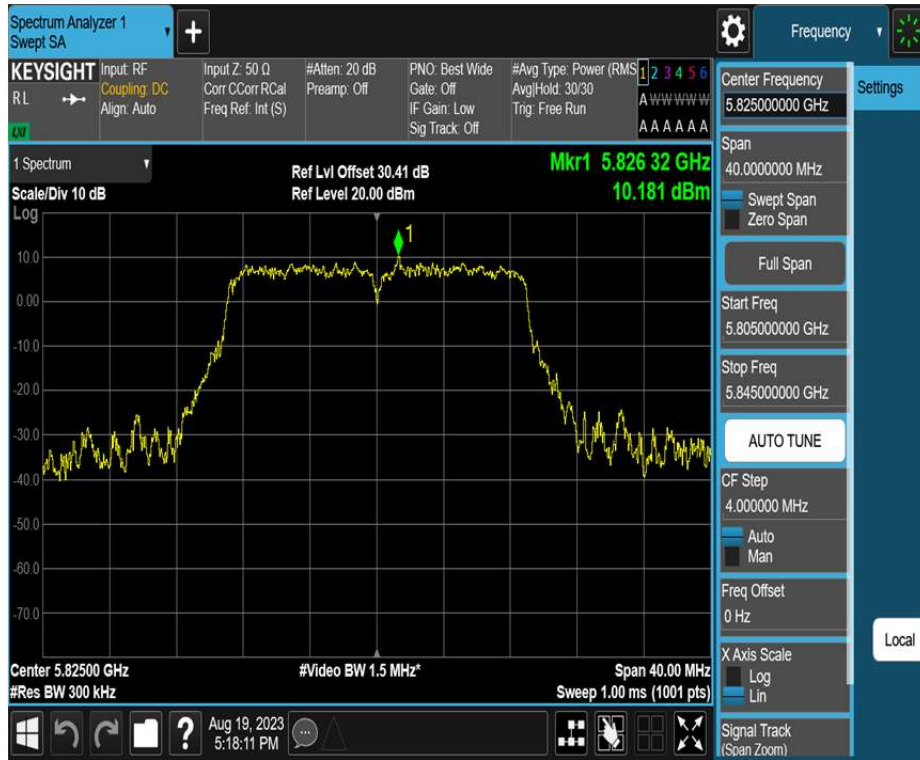 Spectrum Analyzer 1
Swept SA
+
Frequency
KEYSIGHT
R L
LXI
Input: RF
Coupling: DC
Align: Auto
Input Z: 50 Ω
Corr CCorr RCal
Freq Ref: Int (S)
#Atten: 20 dB
Preamp: Off
PNO: Best Wide
Gate: Off
IF Gain: Low
Sig Track: Off
#Avg Type: Power (RMS
Avg|Hold: 30/30
Trig: Free Run
1 2 3 4 5 6
A W W W W W
A A A A A A
1 Spectrum
Scale/Div 10 dB
Log
Ref Lvl Offset 30.41 dB
Ref Level 20.00 dBm
Mkr1 5.826 32 GHz
10.181 dBm
1
10.0
0.00
-10.0
-20.0
-30.0
-40.0
-50.0
-60.0
-70.0
Center 5.82500 GHz
#Res BW 300 kHz
#Video BW 1.5 MHz*
Span 40.00 MHz
Sweep 1.00 ms (1001 pts)
?
Aug 19, 2023
5:18:11 PM
Center Frequency
5.825000000 GHz
Span
40.0000000 MHz
Swept Span
Zero Span
Full Span
Start Freq
5.805000000 GHz
Stop Freq
5.845000000 GHz
AUTO TUNE
CF Step
4.000000 MHz
Auto
Man
Freq Offset
0 Hz
X Axis Scale
Log
Lin
Signal Track
(Span Zoom)
Settings
Local